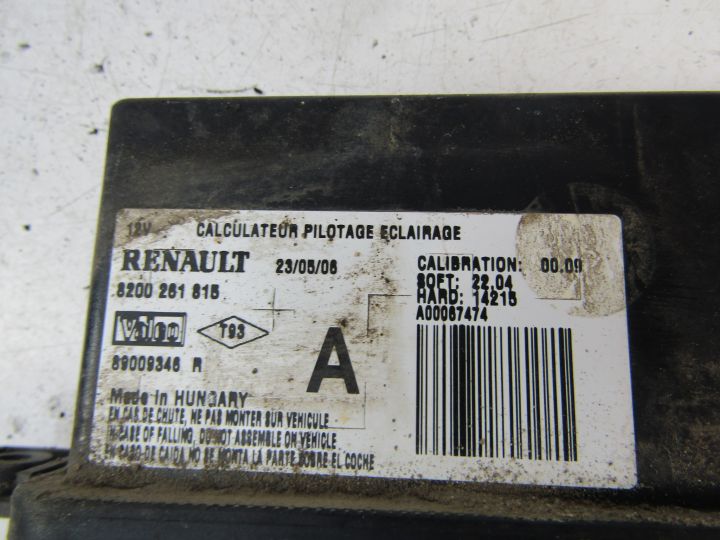 12V CALCULATEUR PILOTAGE ECLAIRAGE
RENAULT 23/05/06
8200 261 815
CALIBRATION: 00.09
SOFT: 22.04
HARD: 14215
A00067474
Valeo T93
A
89009346 R
Made in HUNGARY
EN CAS DE CHUTE, NE PAS MONTER SUR VEHICULE
IN CASE OF FALLING, DO NOT ASSEMBLE ON VEHICLE
EN CASO DE CAIDA NO SE MONTA LA PARTE SOBRE EL COCHE